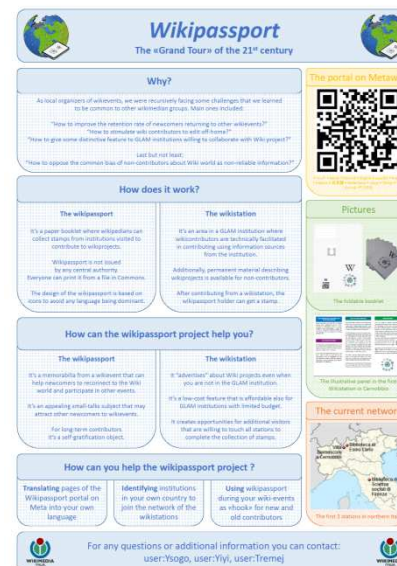 Wikipassport
The «Grand Tour» of the 21st century
Why?
As local organizers of wikievents, we were recursively facing some challenges that we learned
to be common to other wikimedian groups. Main ones included:
"How to improve the retention rate of newcomers returning to other wikievents?"
"How to stimulate wiki contributors to edit off-home?"
"How to give some distinctive feature to GLAM institutions willing to collaborate with Wiki project?"
Last but not least:
"How to oppose the common bias of non-contributors about Wiki world as non-reliable information?"
How does it work?
The wikipassport
It's a paper booklet where wikipedians can
collect stamps from institutions visited to
contribute to wikiprojects.
Wikipassport is not issued
by any central authority.
Everyone can print it from a file in Commons.
The design of the wikipassport is based on
icons to avoid any language being dominant.
The wikistation
It's an area in a GLAM institution where
wikicontributors are technically facilitated
in contributing using information sources
from the institution.
Additionally, permanent material describing
wikiprojects is available for non-contributors.
After contributing from a wikistation, the
wikipassport holder can get a stamp.
How can the wikipassport project help you?
The wikipassport
It's a memorabilia from a wikievent that can
help newcomers to reconnect to the Wiki
world and participate in other events.
It's an appealing small-talks subject that may
attract other newcomers to wikievents.
For long-term contributors
it's a self gratification object.
The wikistation
It "advertises" about Wiki projects even when
you are not in the GLAM institution.
It's a low-cost feature that is affordable also for
GLAM institutions with limited budget.
It creates opportunities for additional visitors
that are willing to touch all stations to
complete the collection of stamps.
How can you help the wikipassport project ?
Translating pages of the
Wikipassport portal on
Meta into your own
language
Identifying institutions
in your own country to
join the network of the
wikistations
Using wikipassport
during your wiki-events
as «hook» for new and
old contributors
The portal on Metaw
Pictures
The foldable booklet
The illustrative panel in the first
Wikistation in Cernobbio
The current networ
The first 3 stations in northern Ita
For any questions or additional information you can contact:
user:Ysogo, user:Yiyi, user:Tremej
WIKIMEDIA
WIKIMEDIA